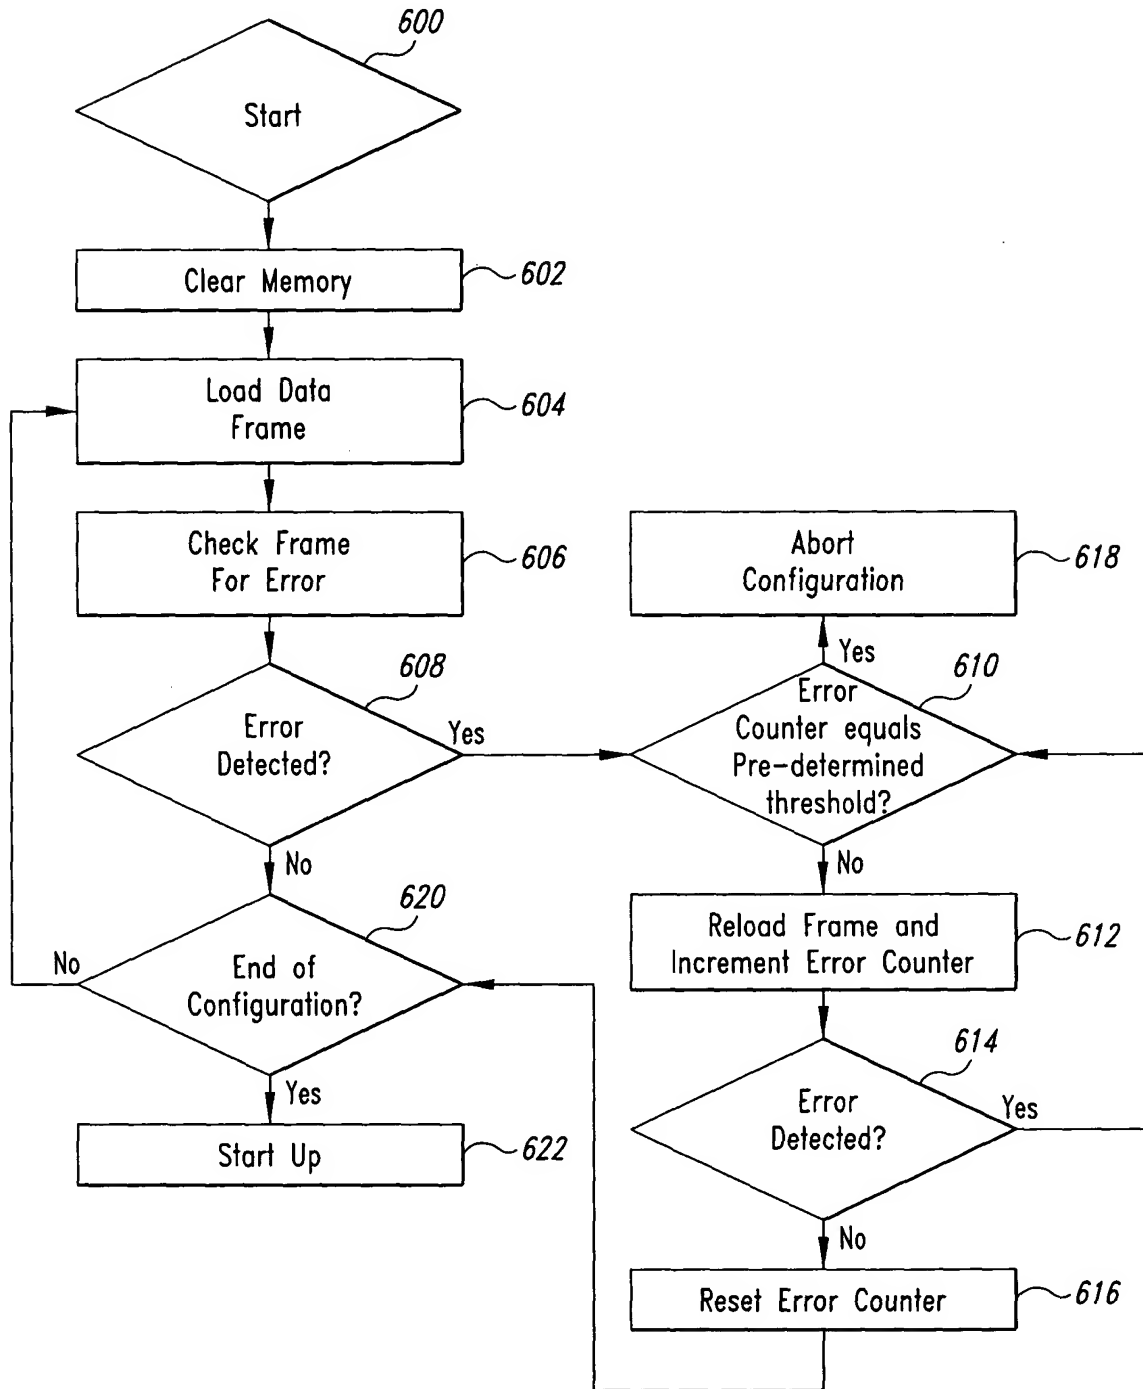 600
Start
Clear Memory
602
Load Data
Frame
604
Check Frame
For Error
606
Abort
Configuration
618
608
Error
Detected?
Yes
No
Yes
610
Error
Counter equals
Pre-determined
threshold?
No
620
End of
Configuration?
No
Yes
Reload Frame and
Increment Error Counter
612
614
Error
Detected?
Yes
No
Start Up
622
Reset Error Counter
616